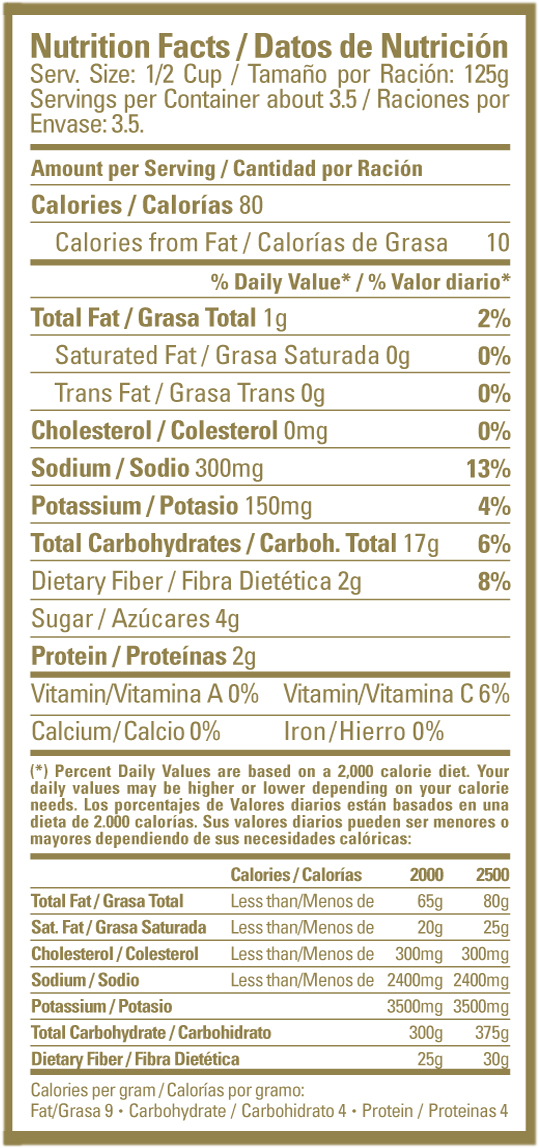 Nutrition Facts / Datos de Nutrición
Serv. Size: 1/2 Cup / Tamaño por Ración: 125g
Servings per Container about 3.5 / Raciones por
Envase: 3.5.
Amount per Serving / Cantidad por Ración
Calories / Calorías 80
Calories from Fat / Calorías de Grasa 10
% Daily Value* / % Valor diario*
Total Fat / Grasa Total 1g 2%
Saturated Fat / Grasa Saturada 0g 0%
Trans Fat / Grasa Trans 0g 0%
Cholesterol / Colesterol 0mg 0%
Sodium / Sodio 300mg 13%
Potassium / Potasio 150mg 4%
Total Carbohydrates / Carboh. Total 17g 6%
Dietary Fiber / Fibra Dietética 2g 8%
Sugar / Azúcares 4g
Protein / Proteínas 2g
Vitamin/Vitamina A 0% Vitamin/Vitamina C 6%
Calcium/Calcio 0% Iron/Hierro 0%
(*) Percent Daily Values are based on a 2,000 calorie diet. Your
daily values may be higher or lower depending on your calorie
needs. Los porcentajes de Valores diarios están basados en una
dieta de 2.000 calorías. Sus valores diarios pueden ser menores o
mayores dependiendo de sus necesidades calóricas:
Calories / Calorías 2000 2500
Total Fat / Grasa Total Less than/Menos de 65g 80g
Sat. Fat / Grasa Saturada Less than/Menos de 20g 25g
Cholesterol / Colesterol Less than/Menos de 300mg 300mg
Sodium / Sodio Less than/Menos de 2400mg 2400mg
Potassium / Potasio 3500mg 3500mg
Total Carbohydrate / Carbohidrato 300g 375g
Dietary Fiber / Fibra Dietética 25g 30g
Calories per gram / Calorías por gramo:
Fat/Grasa 9 • Carbohydrate / Carbohidrato 4 • Protein / Proteinas 4